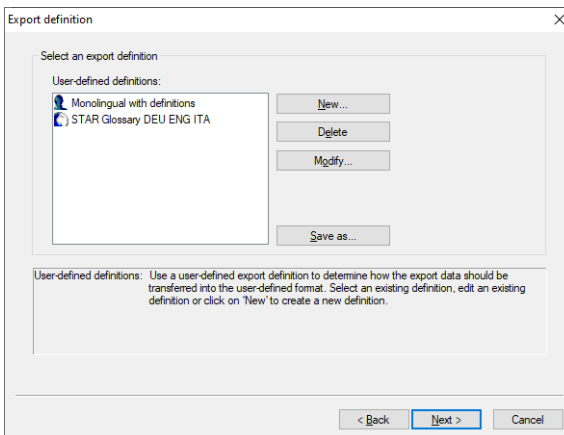 Export definition
Select an export definition
User-defined definitions:
Monolingual with definitions
STAR Glossary DEU ENG ITA
New...
Delete
Modify...
Save as...
User-defined definitions: Use a user-defined export definition to determine how the export data should be
transferred into the user-defined format. Select an existing definition, edit an existing
definition or click on 'New' to create a new definition.
< Back
Next >
Cancel